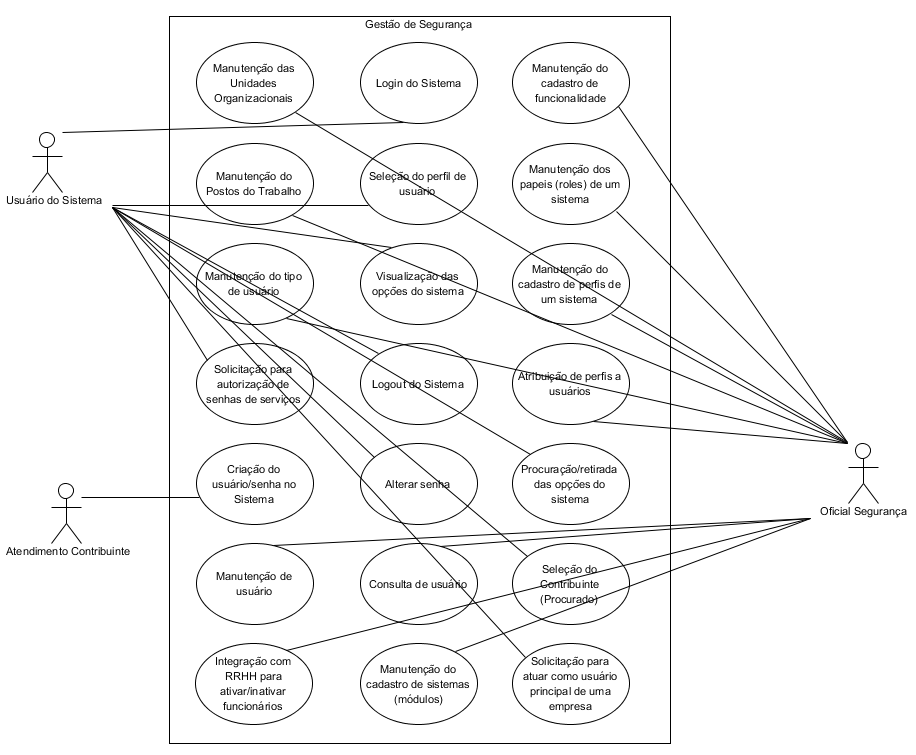 Gestão de Segurança
Manutenção das
Unidades
Organizacionais
Login do Sistema
Manutenção do
cadastro de
funcionalidade
Usuário do Sistema
Manutenção do
Postos do Trabalho
Seleção do perfil de
usuário
Manutenção dos
papeis (roles) de um
sistema
Manutenção do tipo
de usuário
Visualização das
opções do sistema
Manutenção do
cadastro de perfis de
um sistema
Solicitação para
autorização de
senhas de serviços
Logout do Sistema
Atribuição de perfis a
usuários
Criação do
usuário/senha no
Sistema
Alterar senha
Procuração/retirada
das opções do
sistema
Oficial Segurança
Atendimento Contribuinte
Manutenção de
usuário
Consulta de usuário
Seleção do
Contribuinte
(Procurado)
Integração com
RRHH para
ativar/inativar
funcionários
Manutenção do
cadastro de sistemas
(módulos)
Solicitação para
atuar como usuário
principal de uma
empresa